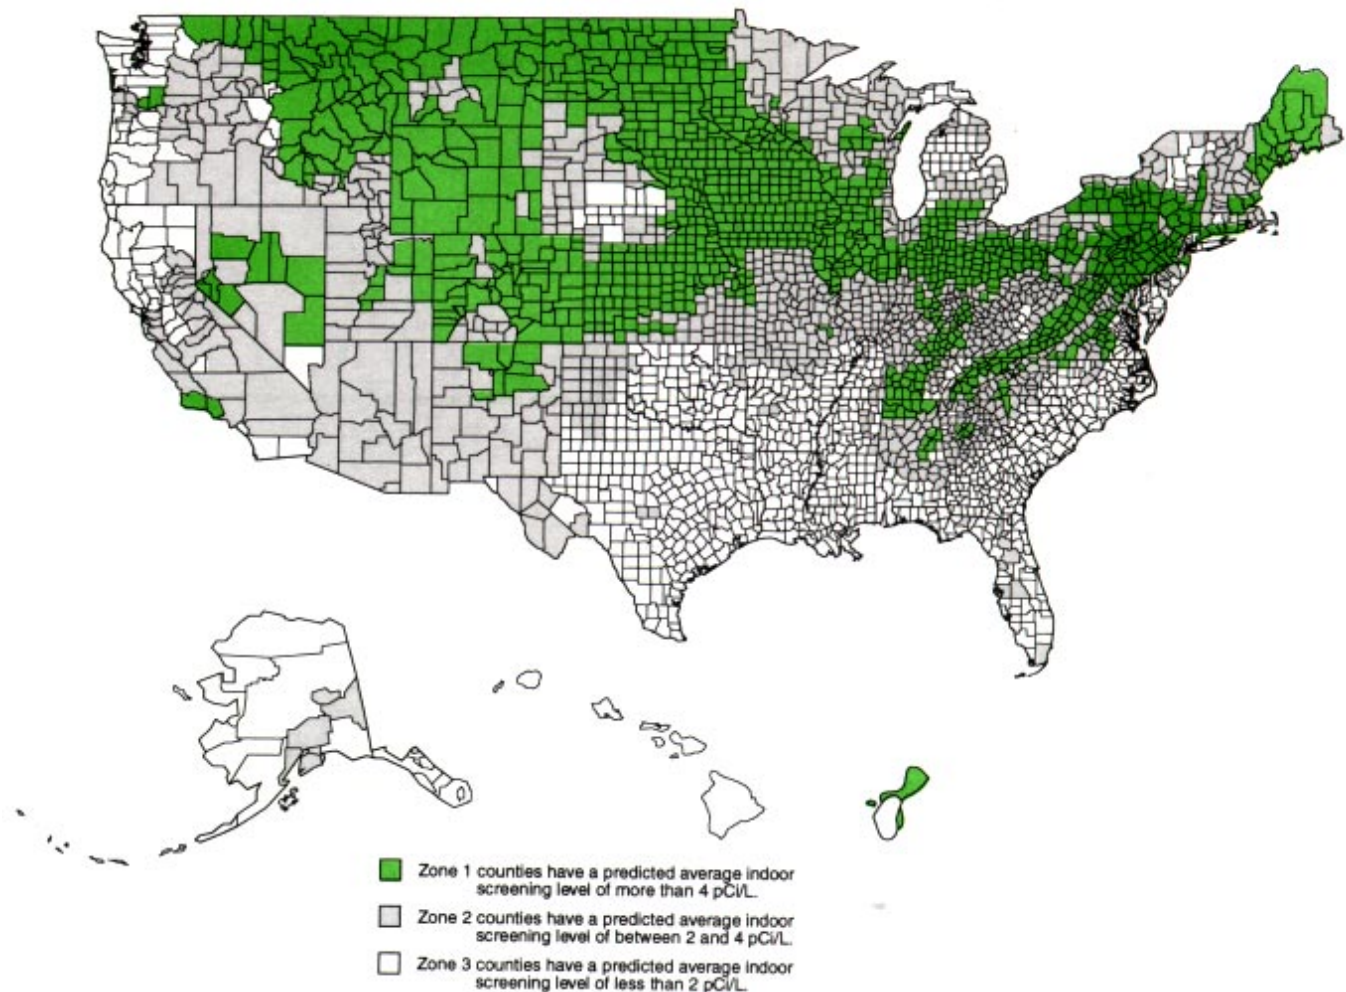 Zone 1 counties have a predicted average indoor
screening level of more than 4 pCi/L.
Zone 2 counties have a predicted average indoor
screening level of between 2 and 4 pCi/L.
Zone 3 counties have a predicted average indoor
screening level of less than 2 pCi/L.